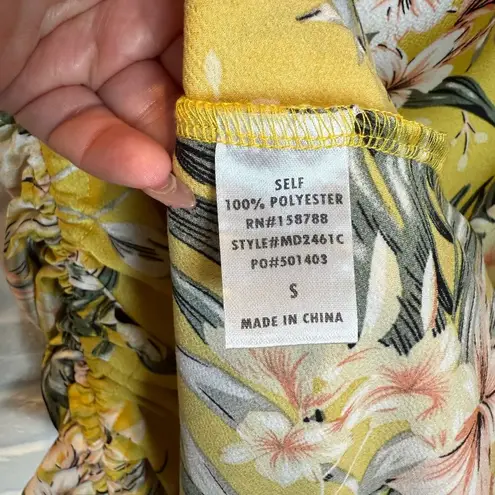 SELF
100% POLYESTER
RN#158788
STYLE#MD2461C
PO#501403
S
MADE IN CHINA